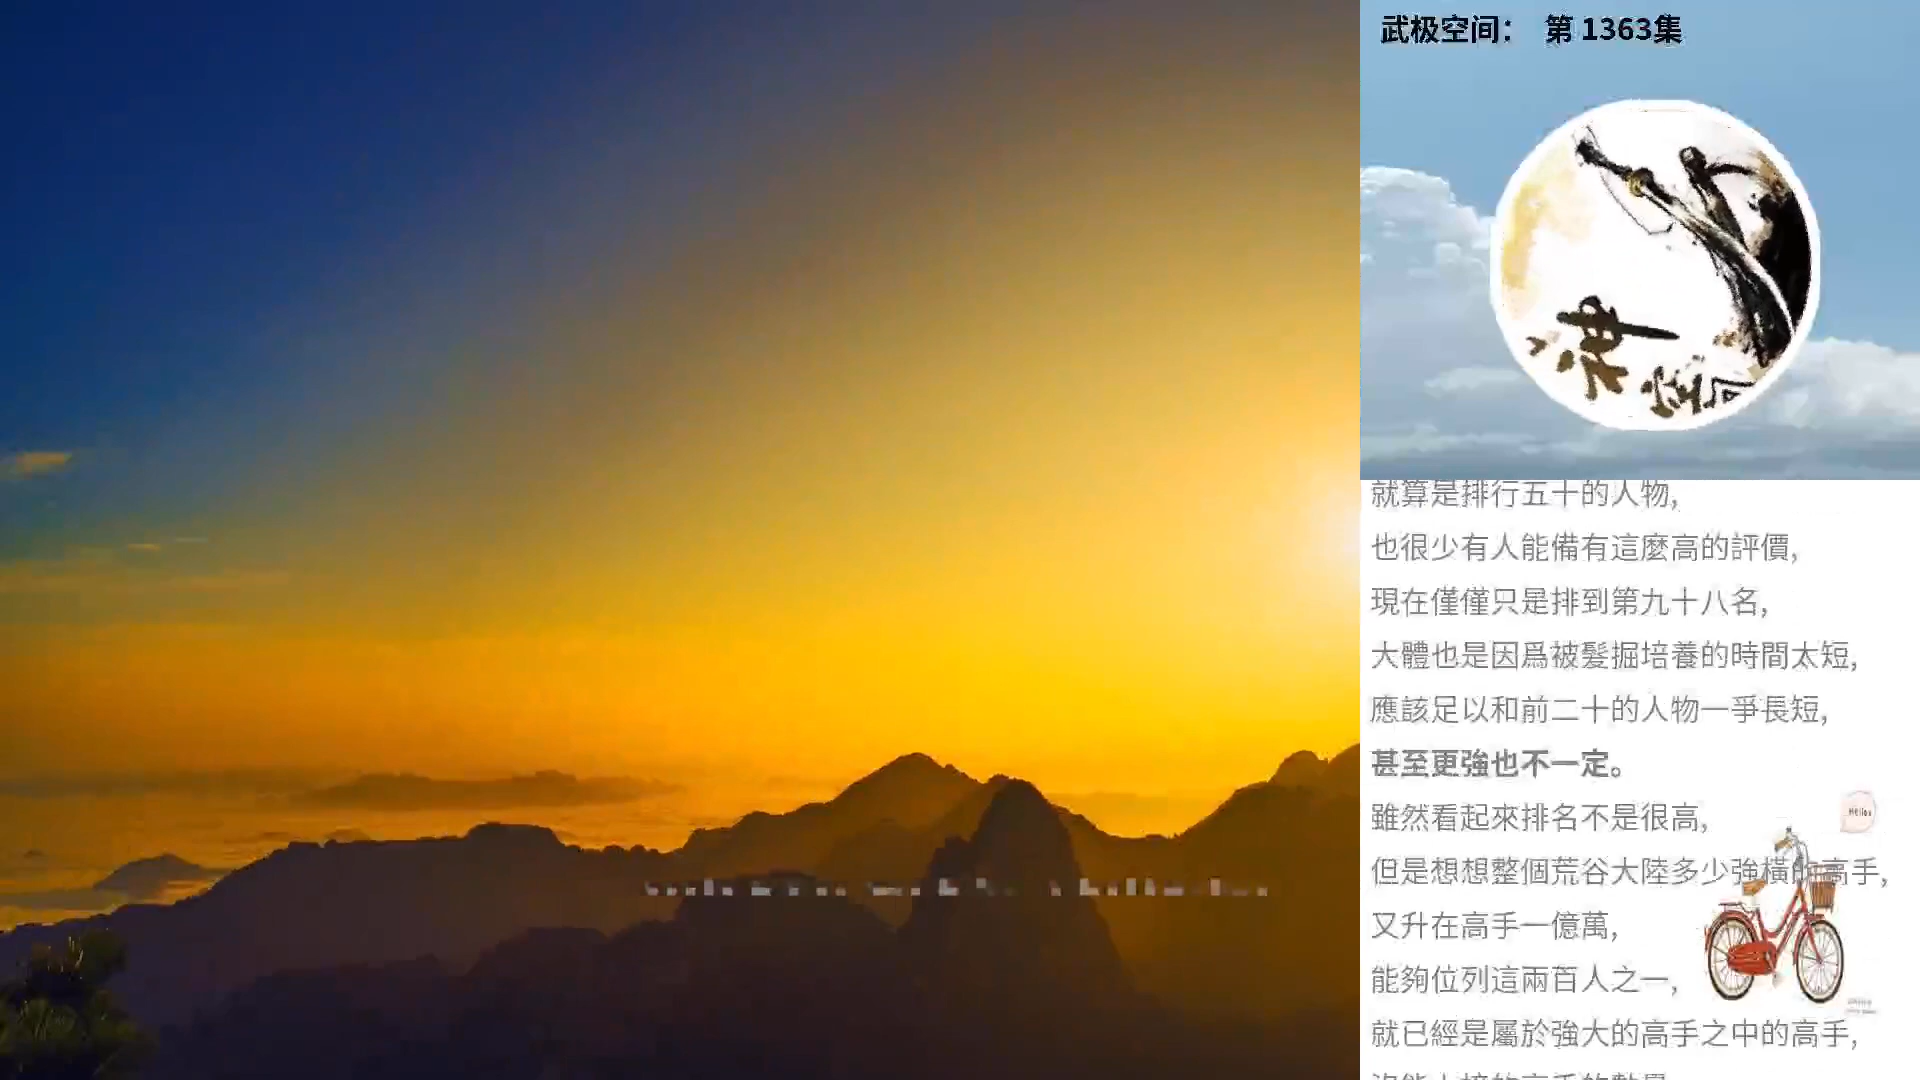 武极空间： 第 1363集
就算是排行五十的人物,
也很少有人能備有這麼高的評價,
現在僅僅只是排到第九十八名,
大體也是因爲被髮掘培養的時間太短,
應該足以和前二十的人物一爭長短,
甚至更強也不一定。
雖然看起來排名不是很高,
但是想想整個荒谷大陸多少強橫的高手,
又升在高手一億萬,
能夠位列這兩百人之一,
就已經是屬於強大的高手之中的高手,
Hello